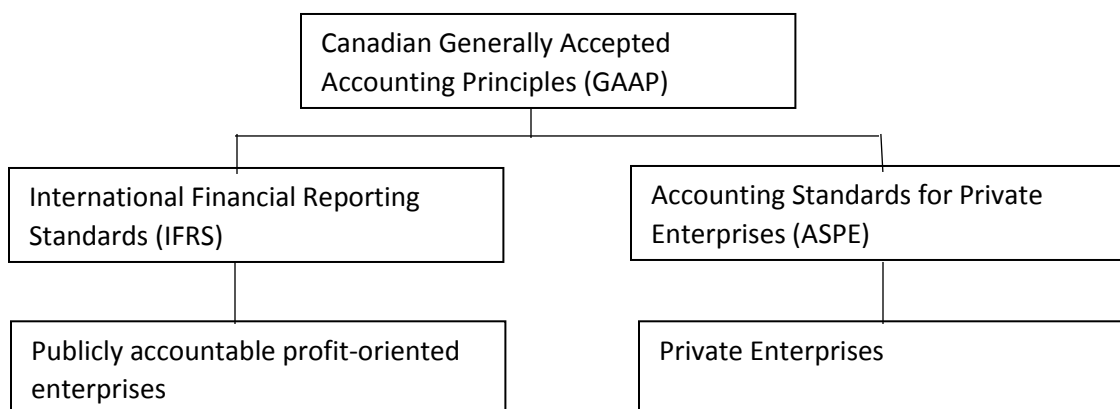 Canadian Generally Accepted
Accounting Principles (GAAP)
International Financial Reporting
Standards (IFRS)
Accounting Standards for Private
Enterprises (ASPE)
Publicly accountable profit-oriented
enterprises
Private Enterprises